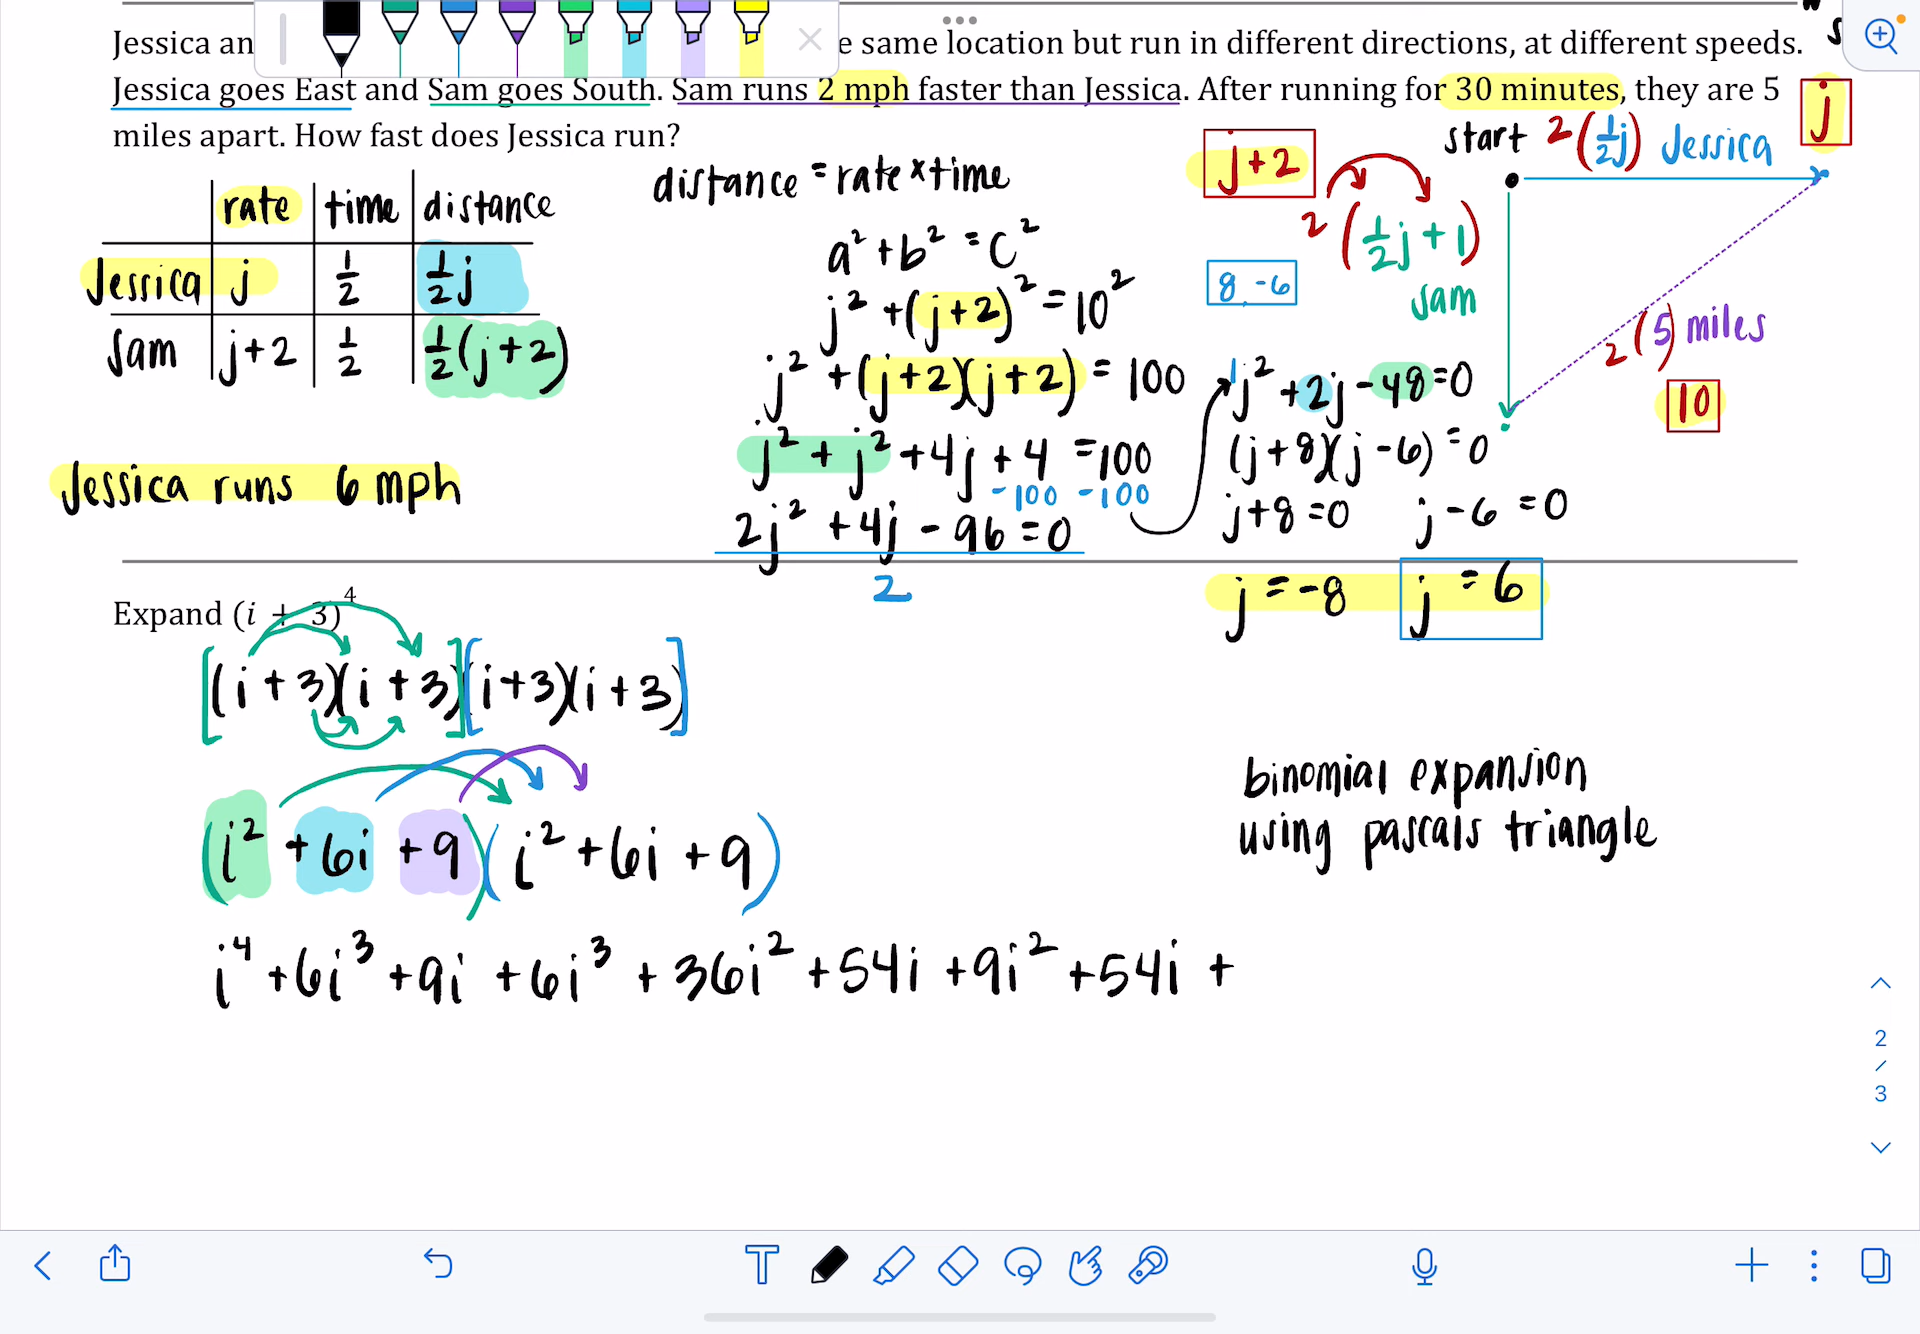 Jessica an e same location but run in different directions, at different speeds.
Jessica goes East and Sam goes South. Sam runs 2 mph faster than Jessica. After running for 30 minutes, they are 5
miles apart. How fast does Jessica run?
rate time distance
Jessica j 1/2 1/2 j
Sam j+2 1/2 1/2(j+2)
Jessica runs 6 mph
distance = rate × time
a² + b² = c²
j² + (j+2)² = 10²
j² + (j+2)(j+2) = 100
j² + j² + 4j + 4 = 100
-100 -100
2j² + 4j - 96 = 0
2
j+2
2(1/2 j + 1)
Sam
8, -6
start 2(1/2 j) Jessica
j
2(5) miles
10
1j² + 2j - 48 = 0
(j+8)(j-6) = 0
j+8 = 0 j-6 = 0
j = -8 j = 6
Expand (i + 3)⁴
[(i+3)(i+3)][(i+3)(i+3)]
(i² + 6i + 9)(i² + 6i + 9)
i⁴ + 6i³ + 9i + 6i³ + 36i² + 54i + 9i² + 54i +
binomial expansion
using pascals triangle
2
/
3
T